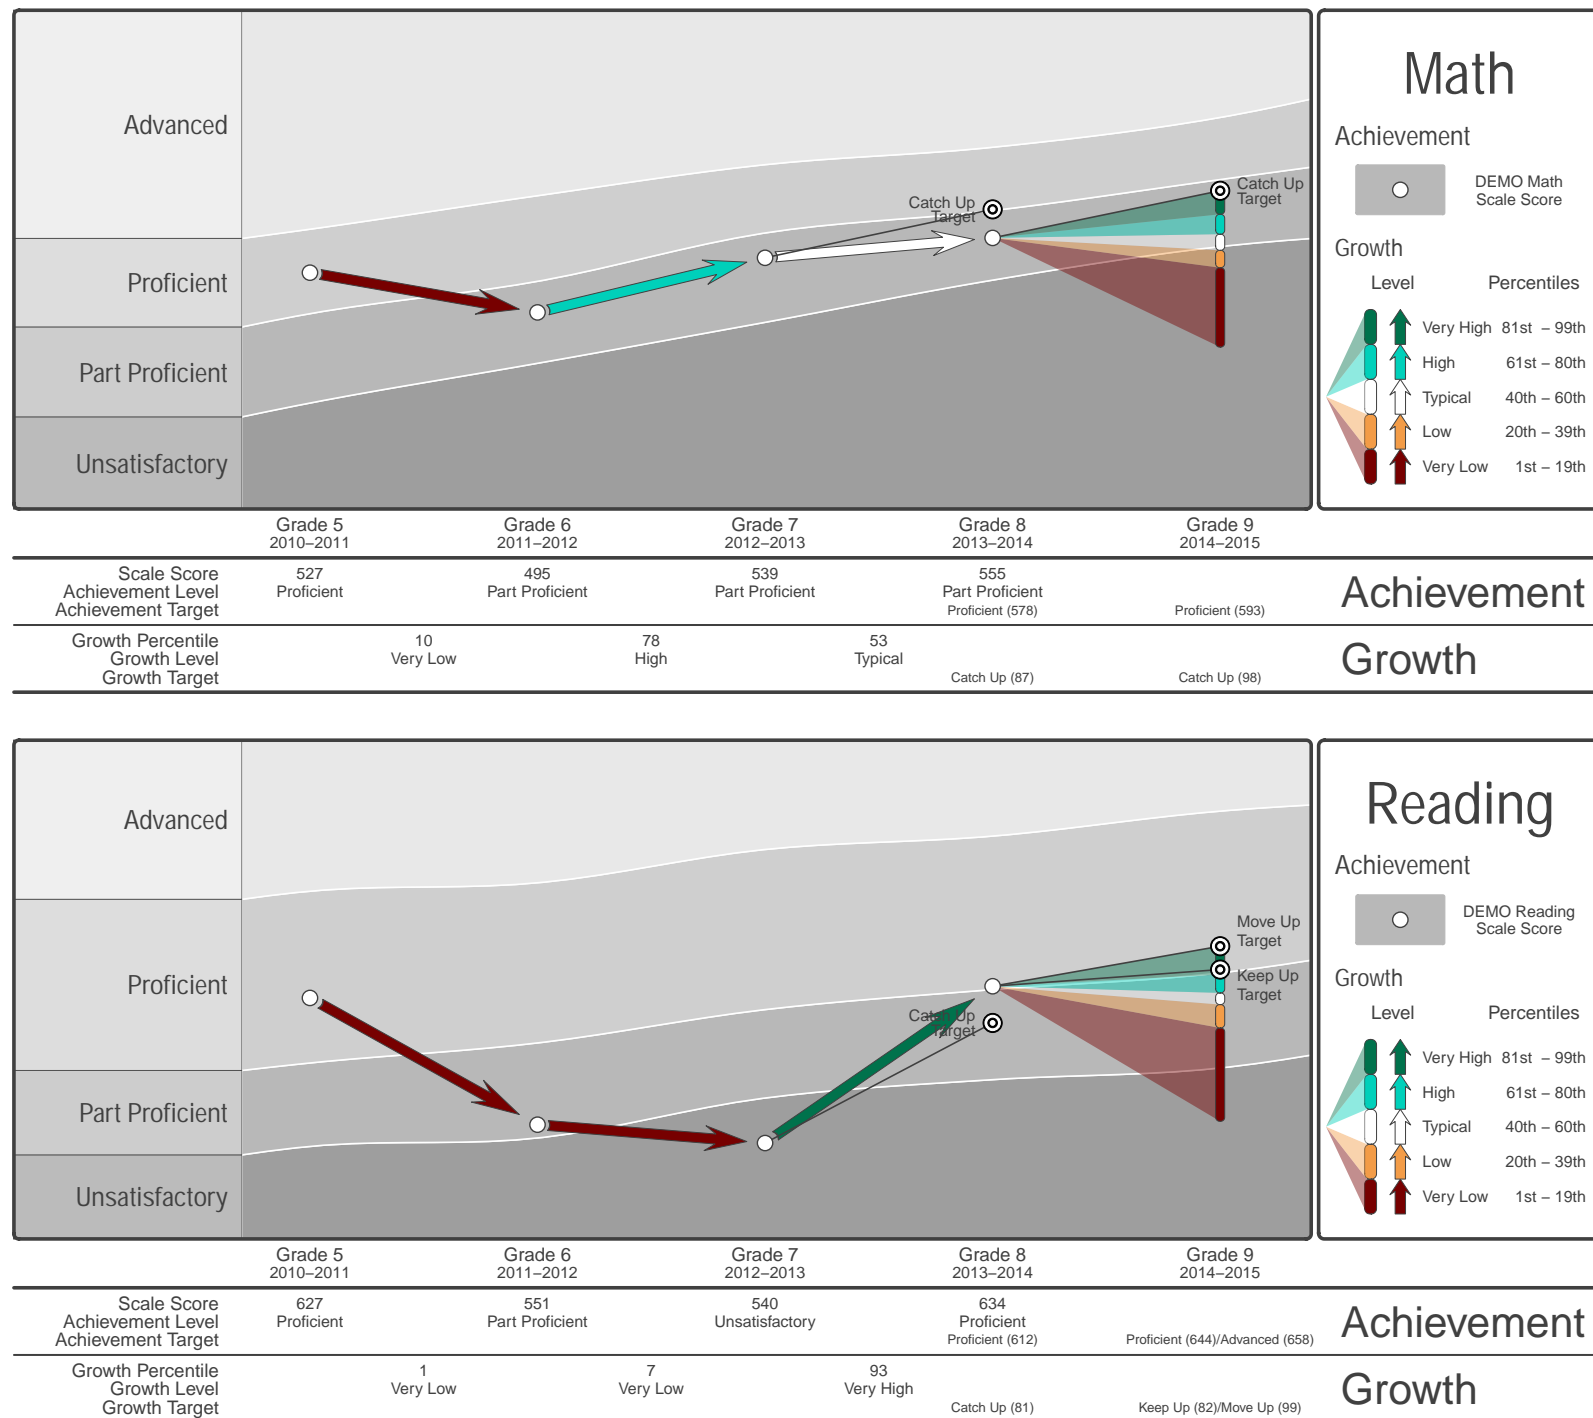 Advanced
Proficient
Part Proficient
Unsatisfactory
Catch Up
Target
Catch Up
Target
Math
Achievement
DEMO Math
Scale Score
Growth
Level Percentiles
Very High 81st – 99th
High 61st – 80th
Typical 40th – 60th
Low 20th – 39th
Very Low 1st – 19th
Grade 5 Grade 6 Grade 7 Grade 8 Grade 9
2010–2011 2011–2012 2012–2013 2013–2014 2014–2015
Scale Score 527 495 539 555
Achievement Level Proficient Part Proficient Part Proficient Part Proficient
Achievement Target Proficient (578) Proficient (593)
Achievement
Growth Percentile 10 78 53
Growth Level Very Low High Typical
Growth Target Catch Up (87) Catch Up (98)
Growth
Advanced
Proficient
Part Proficient
Unsatisfactory
Catch Up
Target
Move Up
Target
Keep Up
Target
Reading
Achievement
DEMO Reading
Scale Score
Growth
Level Percentiles
Very High 81st – 99th
High 61st – 80th
Typical 40th – 60th
Low 20th – 39th
Very Low 1st – 19th
Grade 5 Grade 6 Grade 7 Grade 8 Grade 9
2010–2011 2011–2012 2012–2013 2013–2014 2014–2015
Scale Score 627 551 540 634
Achievement Level Proficient Part Proficient Unsatisfactory Proficient
Achievement Target Proficient (612) Proficient (644)/Advanced (658)
Achievement
Growth Percentile 1 7 93
Growth Level Very Low Very Low Very High
Growth Target Catch Up (81) Keep Up (82)/Move Up (99)
Growth